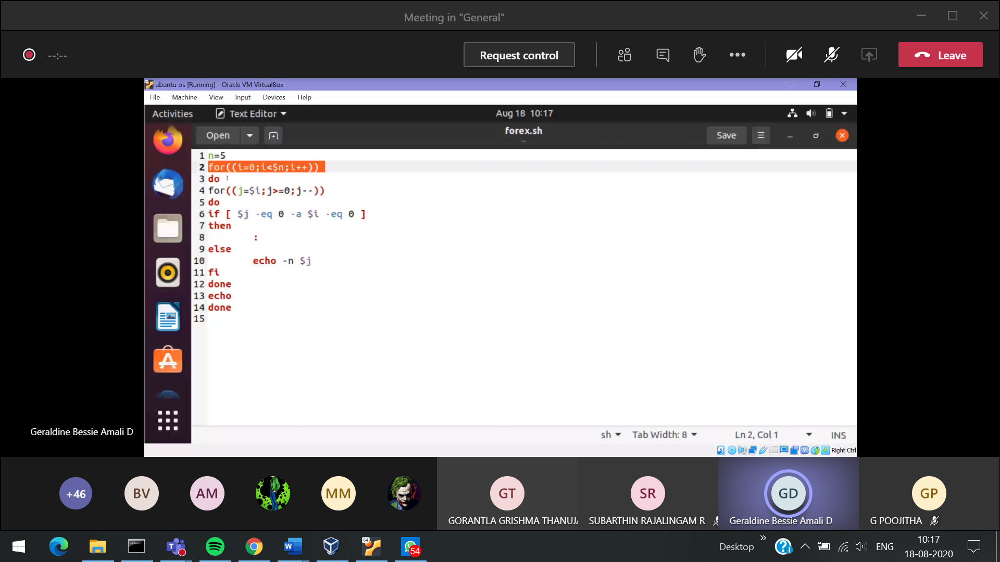 Meeting in "General"
--:--
Request control
Leave
ubuntu os [Running] - Oracle VM VirtualBox
File Machine View Input Devices Help
Activities Text Editor Aug 18 10:17
Open forex.sh Save
~
1 n=5
2 for((i=0;i<$n;i++))
3 do
4 for((j=$i;j>=0;j--))
5 do
6 if [ $j -eq 0 -a $i -eq 0 ]
7 then
8 :
9 else
10 echo -n $j
11 fi
12 done
13 echo
14 done
15
Geraldine Bessie Amali D
sh Tab Width: 8 Ln 2, Col 1 INS
Right Ctrl
+46 BV AM MM GT SR GD GP
GORANTLA GRISHMA THANUJA SUBARTHIN RAJALINGAM R Geraldine Bessie Amali D G POOJITHA
64
54
Desktop ENG 10:17
18-08-2020